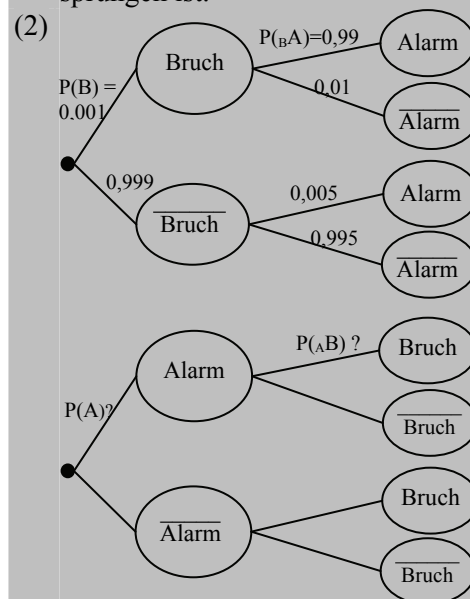 sprungen ist.
(2)
Bruch
P(BA)=0,99
Alarm
P(B) =
0,001
0,01
Alarm
0,999
Bruch
0,005
Alarm
0,995
Alarm
Alarm
P(AB) ?
Bruch
P(A)?
Bruch
Alarm
Bruch
Bruch